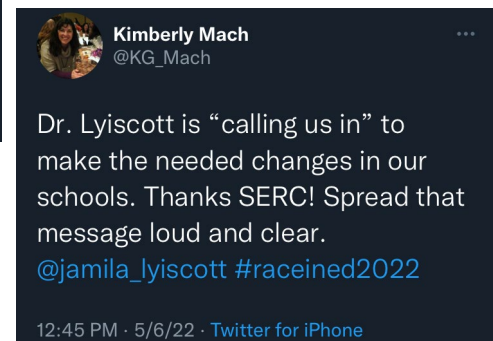 Kimberly Mach
@KG_Mach
Dr. Lyiscott is “calling us in” to
make the needed changes in our
schools. Thanks SERC! Spread that
message loud and clear.
@jamila_lyiscott #raceined2022
12:45 PM · 5/6/22 · Twitter for iPhone